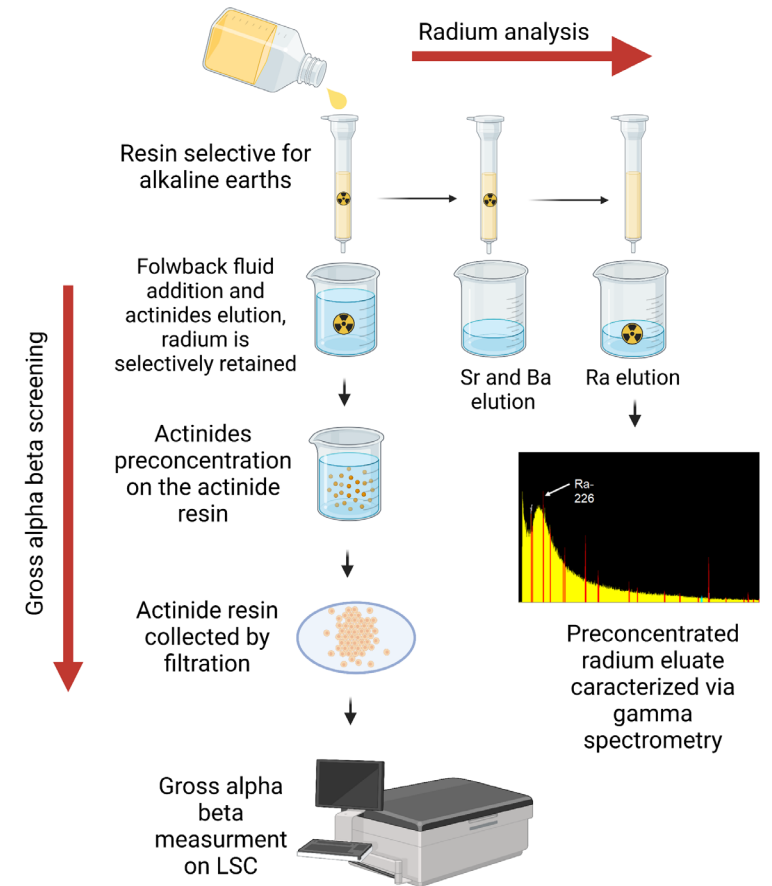 Radium analysis
Resin selective for
alkaline earths
Folwback fluid
addition and
actinides elution,
radium is
selectively retained
Sr and Ba
elution
Ra elution
Gross alpha beta screening
Actinides
preconcentration
on the actinide
resin
Ra-
226
Actinide resin
collected by
filtration
Preconcentrated
radium eluate
caracterized via
gamma
spectrometry
Gross alpha
beta
measurment
on LSC